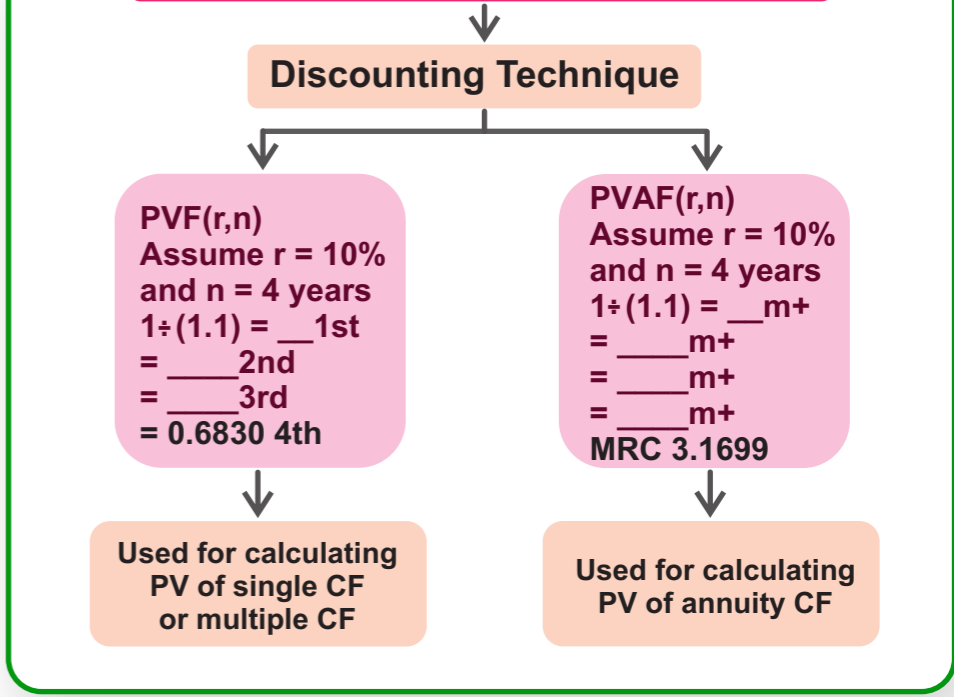 Discounting Technique
PVF(r,n)
Assume r = 10%
and n = 4 years
1÷(1.1) = __1st
= ____2nd
= ____3rd
= 0.6830 4th
PVAF(r,n)
Assume r = 10%
and n = 4 years
1÷(1.1) = __m+
= ____m+
= ____m+
= ____m+
MRC 3.1699
Used for calculating
PV of single CF
or multiple CF
Used for calculating
PV of annuity CF